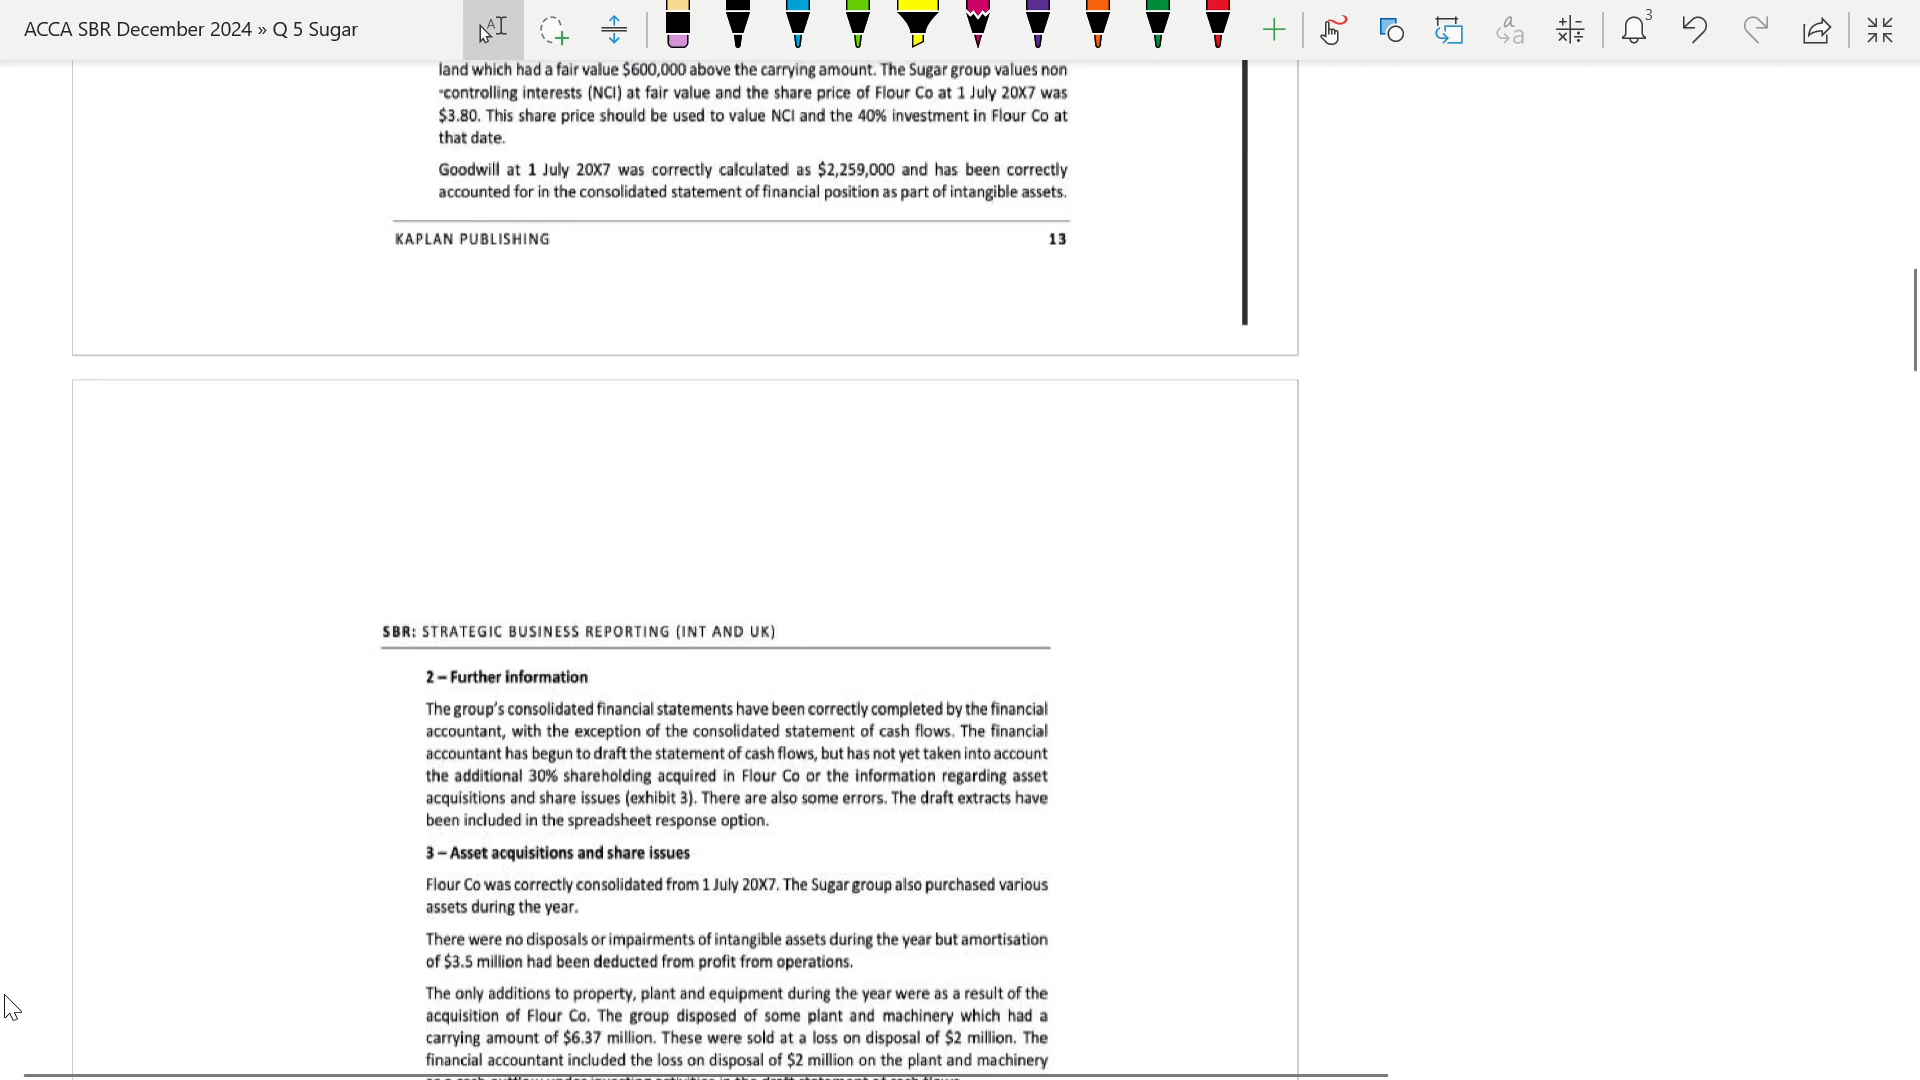 ACCA SBR December 2024 » Q 5 Sugar
3
land which had a fair value $600,000 above the carrying amount. The Sugar group values non
-controlling interests (NCI) at fair value and the share price of Flour Co at 1 July 20X7 was
$3.80. This share price should be used to value NCI and the 40% investment in Flour Co at
that date.
Goodwill at 1 July 20X7 was correctly calculated as $2,259,000 and has been correctly
accounted for in the consolidated statement of financial position as part of intangible assets.
KAPLAN PUBLISHING 13
SBR: STRATEGIC BUSINESS REPORTING (INT AND UK)
2 – Further information
The group's consolidated financial statements have been correctly completed by the financial
accountant, with the exception of the consolidated statement of cash flows. The financial
accountant has begun to draft the statement of cash flows, but has not yet taken into account
the additional 30% shareholding acquired in Flour Co or the information regarding asset
acquisitions and share issues (exhibit 3). There are also some errors. The draft extracts have
been included in the spreadsheet response option.
3 – Asset acquisitions and share issues
Flour Co was correctly consolidated from 1 July 20X7. The Sugar group also purchased various
assets during the year.
There were no disposals or impairments of intangible assets during the year but amortisation
of $3.5 million had been deducted from profit from operations.
The only additions to property, plant and equipment during the year were as a result of the
acquisition of Flour Co. The group disposed of some plant and machinery which had a
carrying amount of $6.37 million. These were sold at a loss on disposal of $2 million. The
financial accountant included the loss on disposal of $2 million on the plant and machinery